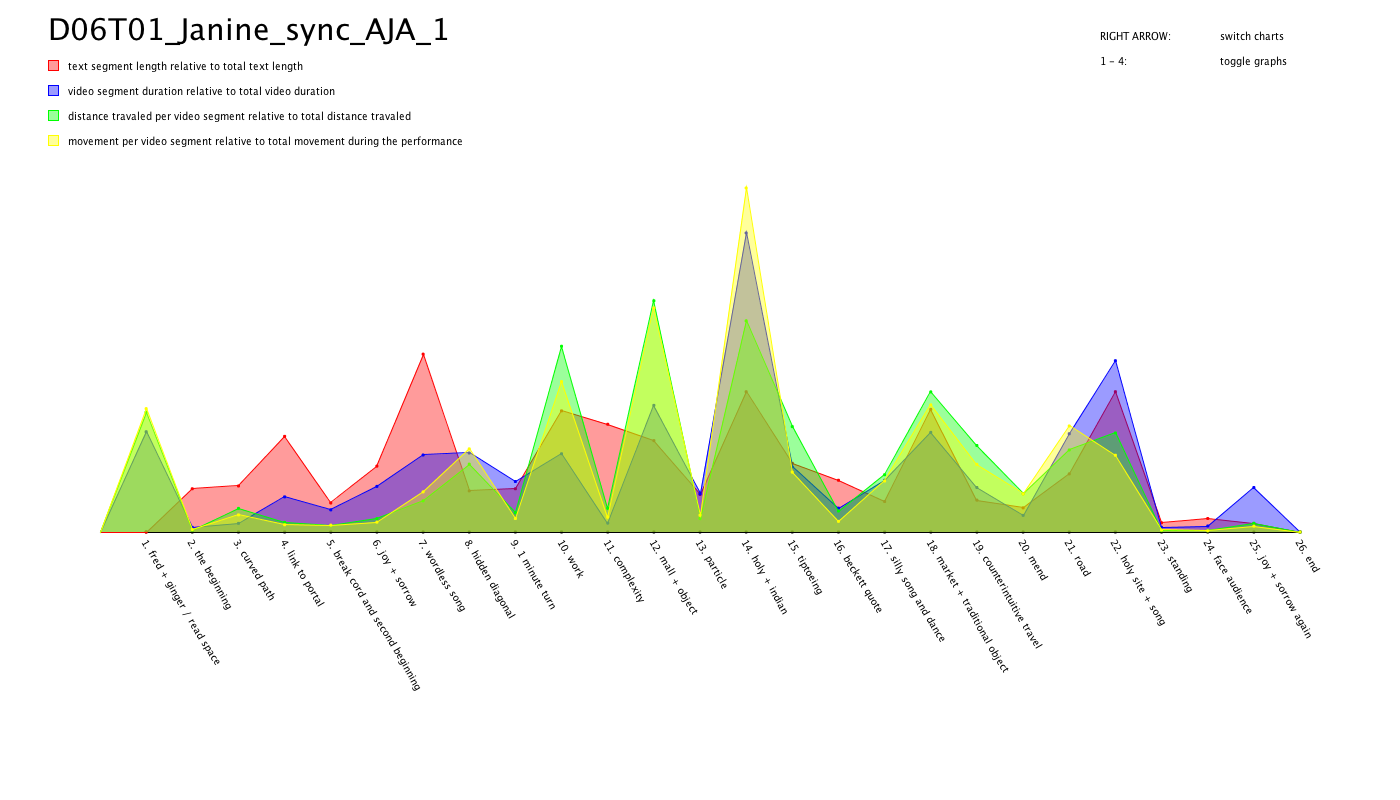 D06T01_Janine_sync_AJA_1
RIGHT ARROW: switch charts
1 – 4: toggle graphs
text segment length relative to total text length
video segment duration relative to total video duration
distance travaled per video segment relative to total distance travaled
movement per video segment relative to total movement during the performance
1. fred + ginger / read space
2. the beginning
3. curved path
4. link to portal
5. break cord and second beginning
6. joy + sorrow
7. wordless song
8. hidden diagonal
9. 1 minute turn
10. work
11. complexity
12. mall + object
13. particle
14. holy + indian
15. tiptoeing
16. beckett quote
17. silly song and dance
18. market + traditional object
19. counterintuitive travel
20. mend
21. road
22. holy site + song
23. standing
24. face audience
25. joy + sorrow again
26. end